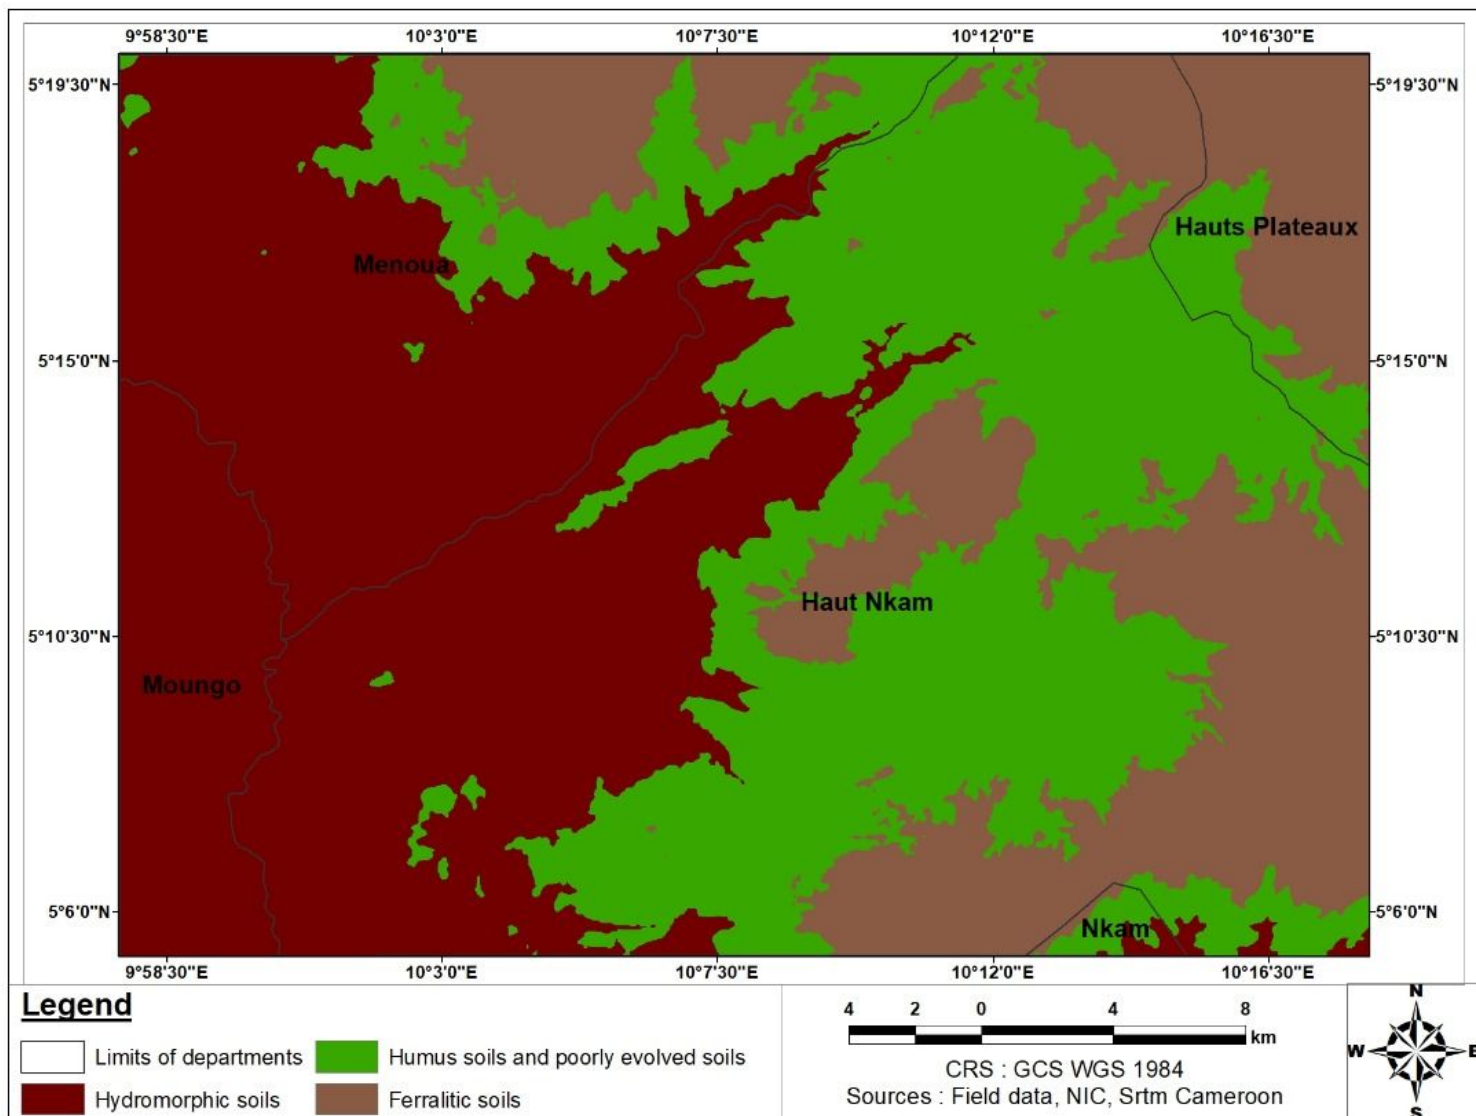 9°58'30"E 10°3'0"E 10°7'30"E 10°12'0"E 10°16'30"E
5°19'30"N 5°19'30"N
Hauts Plateaux
Menoua
5°15'0"N 5°15'0"N
Haut Nkam
5°10'30"N 5°10'30"N
Moungo
5°6'0"N 5°6'0"N
Nkam
9°58'30"E 10°3'0"E 10°7'30"E 10°12'0"E 10°16'30"E
Legend
Limits of departments
Humus soils and poorly evolved soils
Hydromorphic soils
Ferralitic soils
4 2 0 4 8
km
CRS : GCS WGS 1984
Sources : Field data, NIC, Srtm Cameroon
N
W E
S